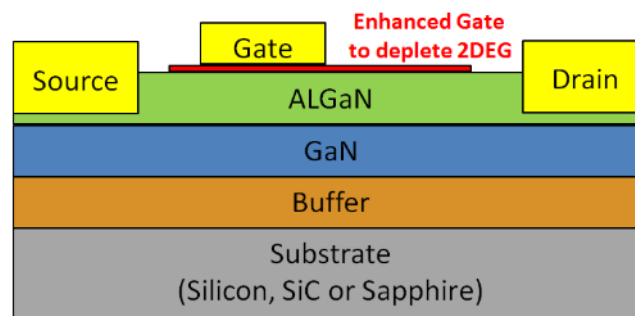 Enhanced Gate
to deplete 2DEG
Gate
Source
Drain
ALGaN
GaN
Buffer
Substrate
(Silicon, SiC or Sapphire)